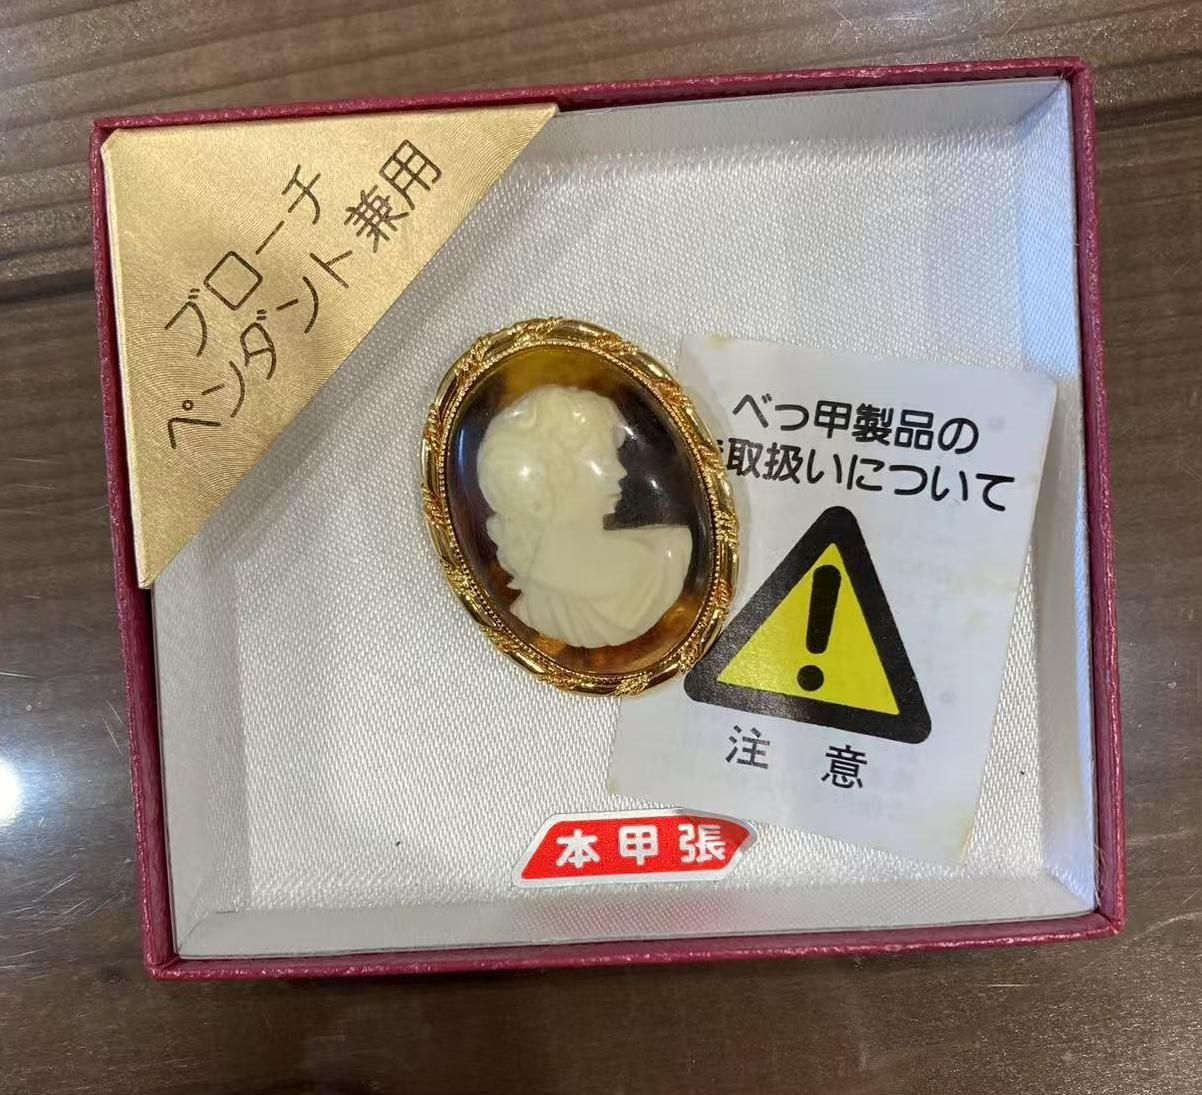 ブローチ
ペンダント兼用
べっ甲製品の
取扱いについて
注意
本甲張